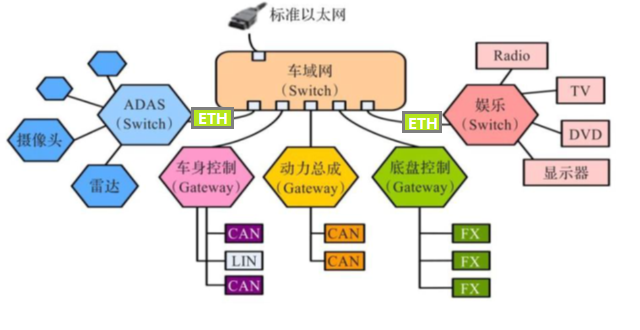 标准以太网
车域网
（Switch）
ADAS
(Switch)
ETH
ETH
娱乐
(Switch)
Radio
TV
DVD
显示器
摄像头
雷达
车身控制
（Gateway）
动力总成
(Gateway)
底盘控制
（Gateway）
CAN
LIN
CAN
CAN
CAN
FX
FX
FX